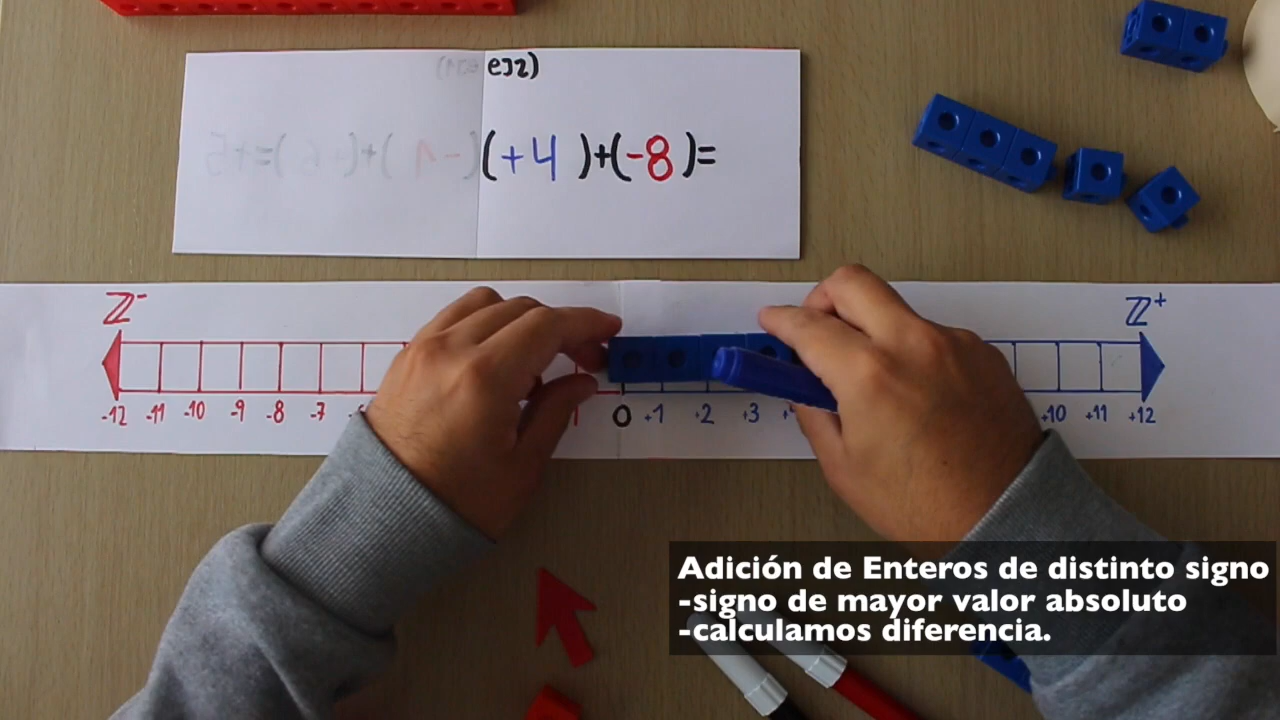 (ej2)
(+4)+(-8)=
Z- Z+
-12 -11 -10 -9 -8 -7 0 +1 +2 +3 +10 +11 +12
Adición de Enteros de distinto signo
-signo de mayor valor absoluto
-calculamos diferencia.